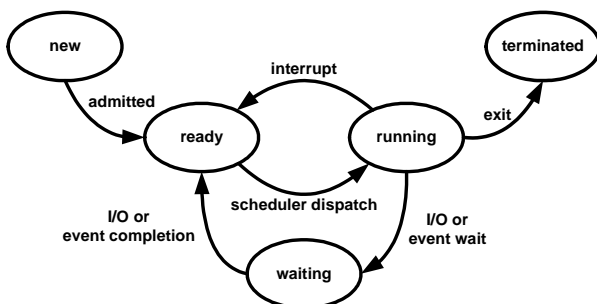 new
terminated
interrupt
admitted
exit
ready
running
scheduler dispatch
I/O or
event completion
I/O or
event wait
waiting